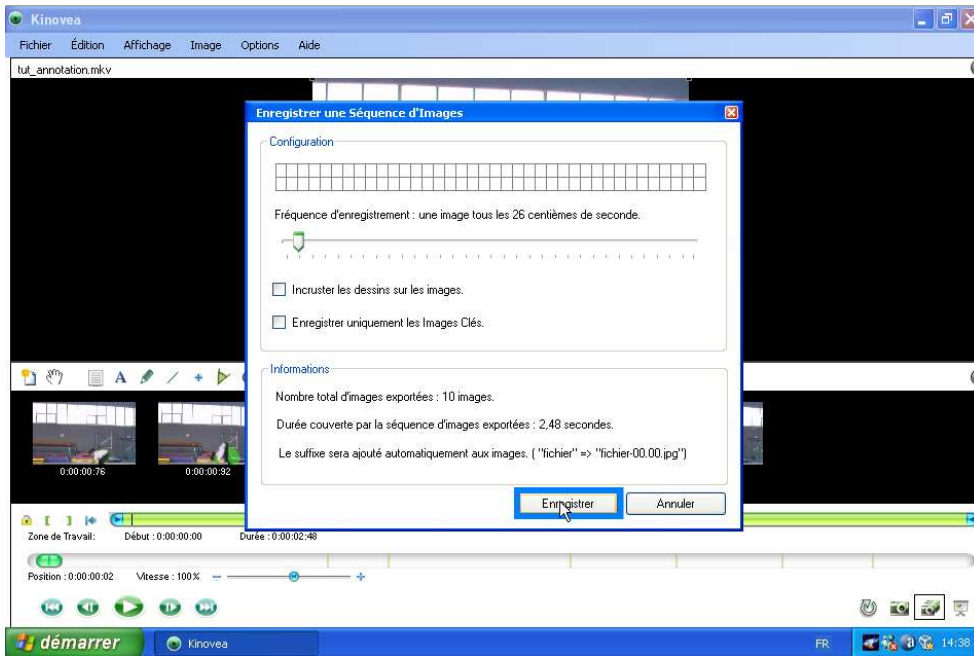 Kinovea
Fichier Édition Affichage Image Options Aide
tut_annotation.mkv
Enregistrer une Séquence d'Images
Configuration
Fréquence d'enregistrement : une image tous les 26 centièmes de seconde.
Incruster les dessins sur les images.
Enregistrer uniquement les Images Clés.
Informations
Nombre total d'images exportées : 10 images.
Durée couverte par la séquence d'images exportées : 2,48 secondes.
Le suffixe sera ajouté automatiquement aux images. ( "fichier" => "fichier-00.00.jpg")
0:00:00:76 0:00:00:92
Enregistrer Annuler
Zone de Travail: Début : 0:00:00:00 Durée : 0:00:02:48
Position : 0:00:00:02 Vitesse : 100%
démarrer Kinovea FR 14:38